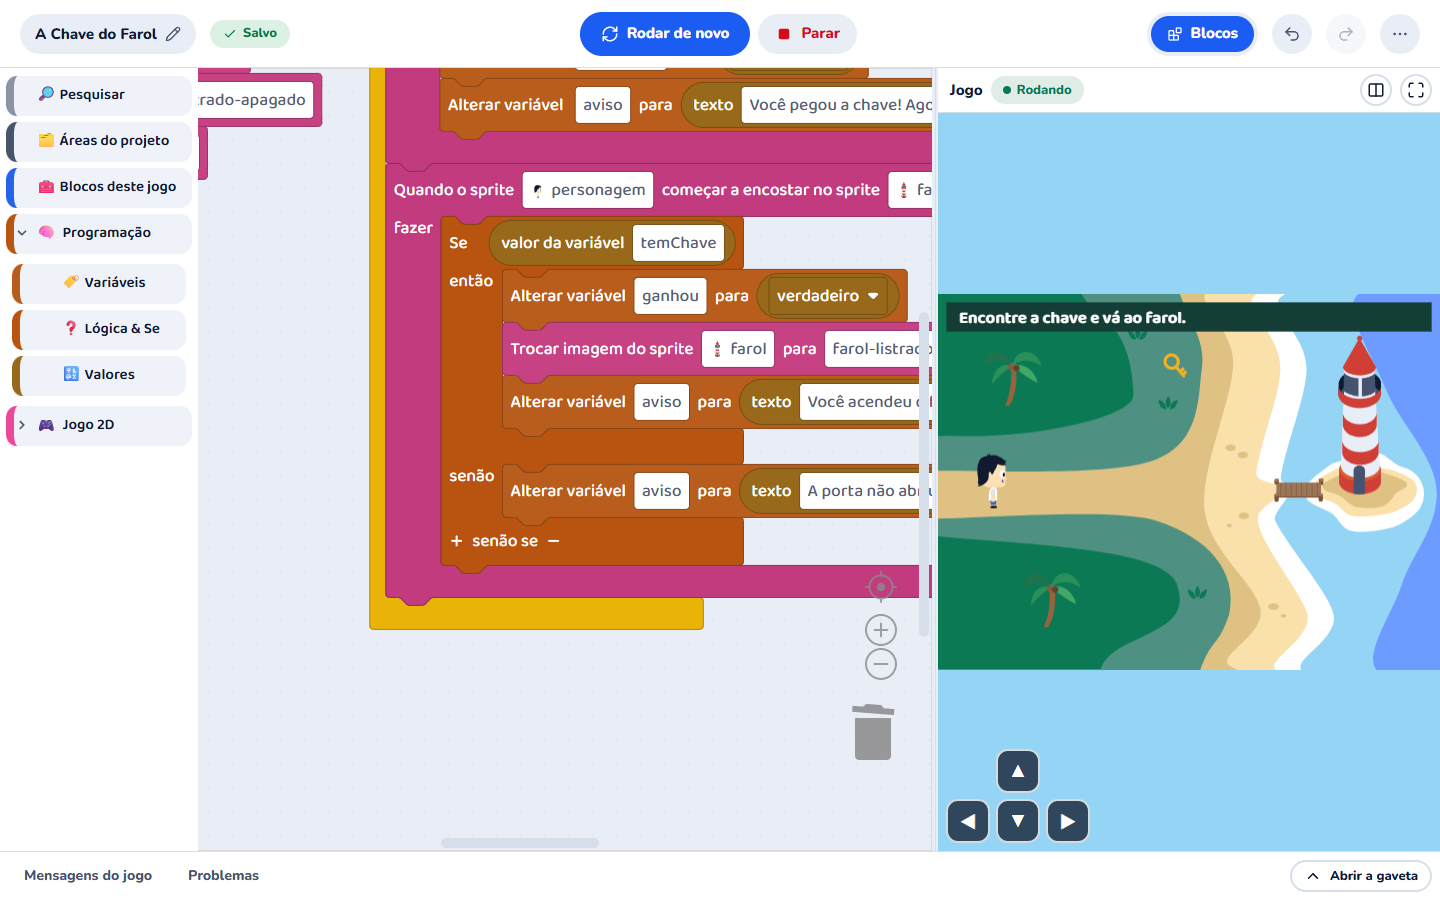 A Chave do Farol
Salvo
Rodar de novo
Parar
Blocos
Pesquisar
Áreas do projeto
Blocos deste jogo
Programação
Variáveis
Lógica & Se
Valores
Jogo 2D
rado-apagado
Alterar variável aviso para texto Você pegou a chave! Ago
Quando o sprite personagem começar a encostar no sprite fa
fazer
Se valor da variável temChave
então
Alterar variável ganhou para verdadeiro
Trocar imagem do sprite farol para farol-listrado
Alterar variável aviso para texto Você acendeu o f
senão
Alterar variável aviso para texto A porta não abriu
+ senão se −
Jogo
Rodando
Encontre a chave e vá ao farol.
Mensagens do jogo
Problemas
Abrir a gaveta